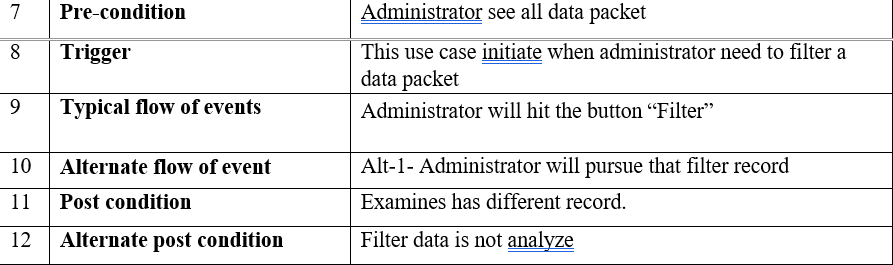 7 Pre-condition Administrator see all data packet
8 Trigger This use case initiate when administrator need to filter a
data packet
9 Typical flow of events Administrator will hit the button “Filter”
10 Alternate flow of event Alt-1- Administrator will pursue that filter record
11 Post condition Examines has different record.
12 Alternate post condition Filter data is not analyze